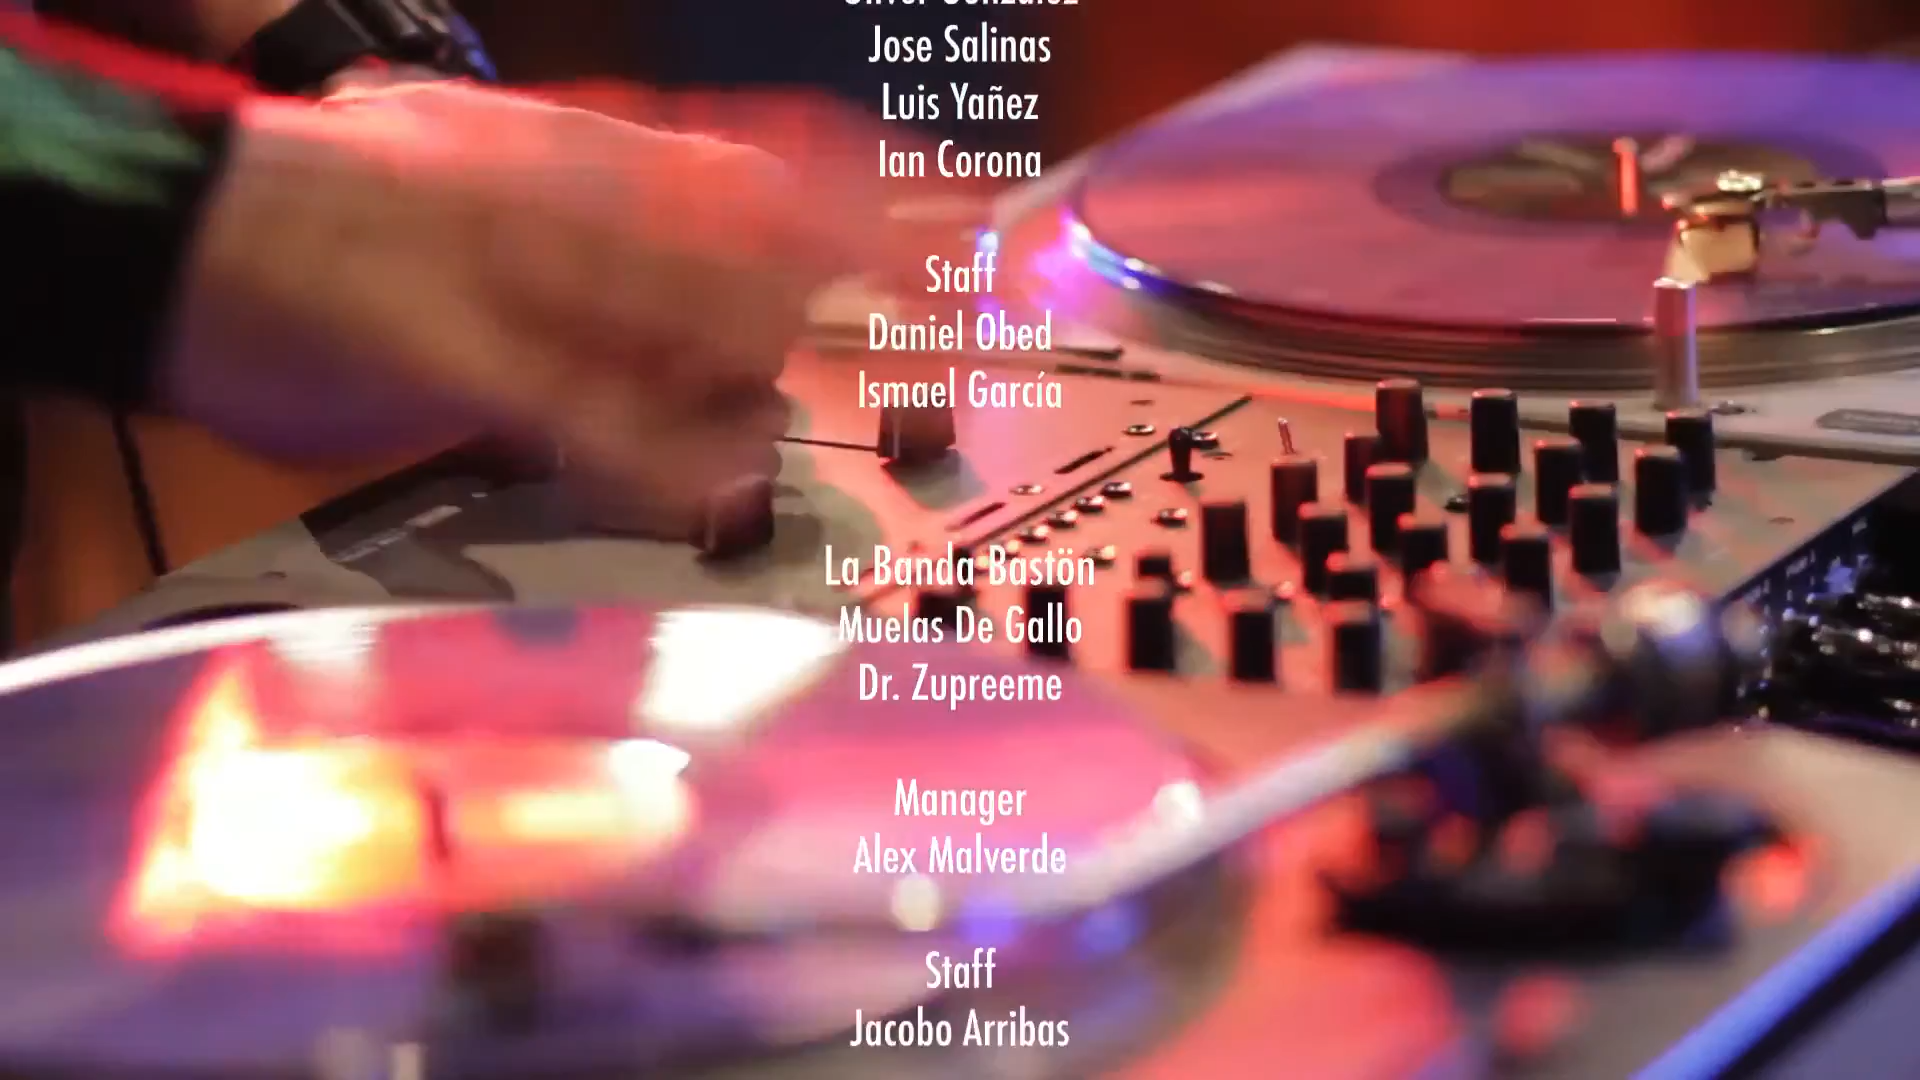 Jose Salinas
Luis Yañez
Ian Corona
Staff
Daniel Obed
Ismael García
La Banda Bastön
Muelas De Gallo
Dr. Zupreeme
Manager
Alex Malverde
Staff
Jacobo Arribas